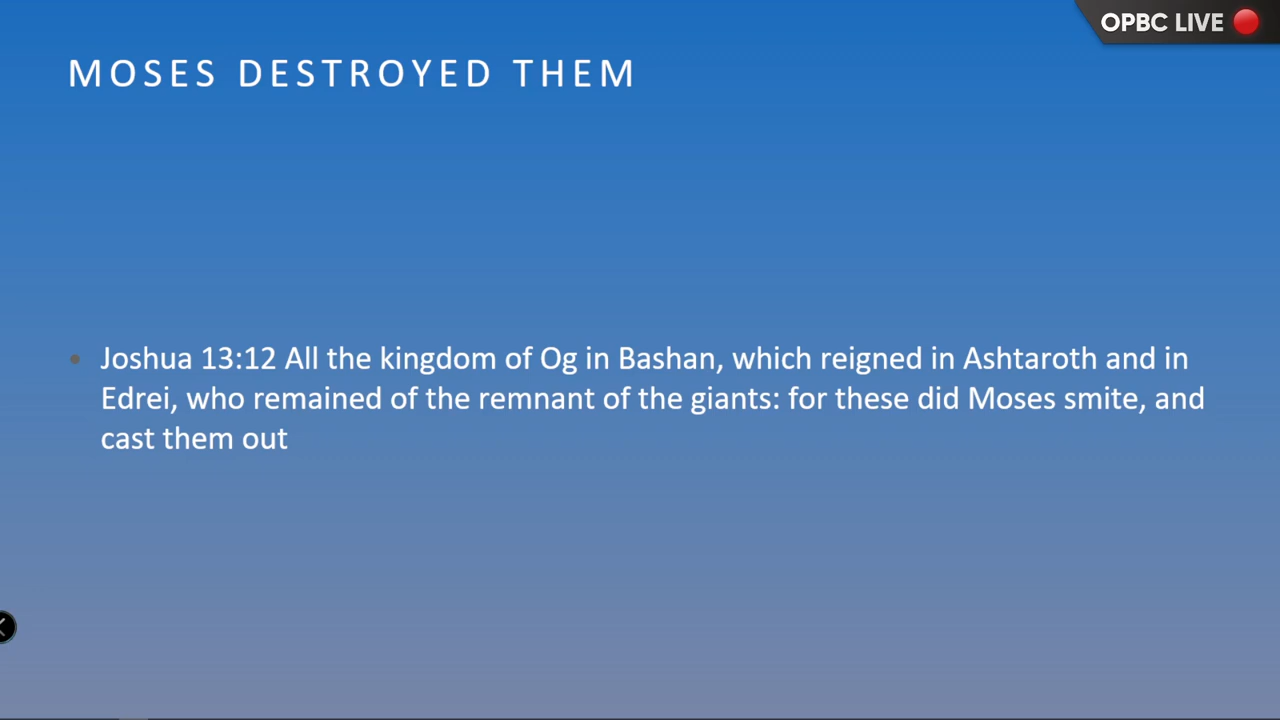 OPBC LIVE
MOSES DESTROYED THEM
• Joshua 13:12 All the kingdom of Og in Bashan, which reigned in Ashtaroth and in
Edrei, who remained of the remnant of the giants: for these did Moses smite, and
cast them out